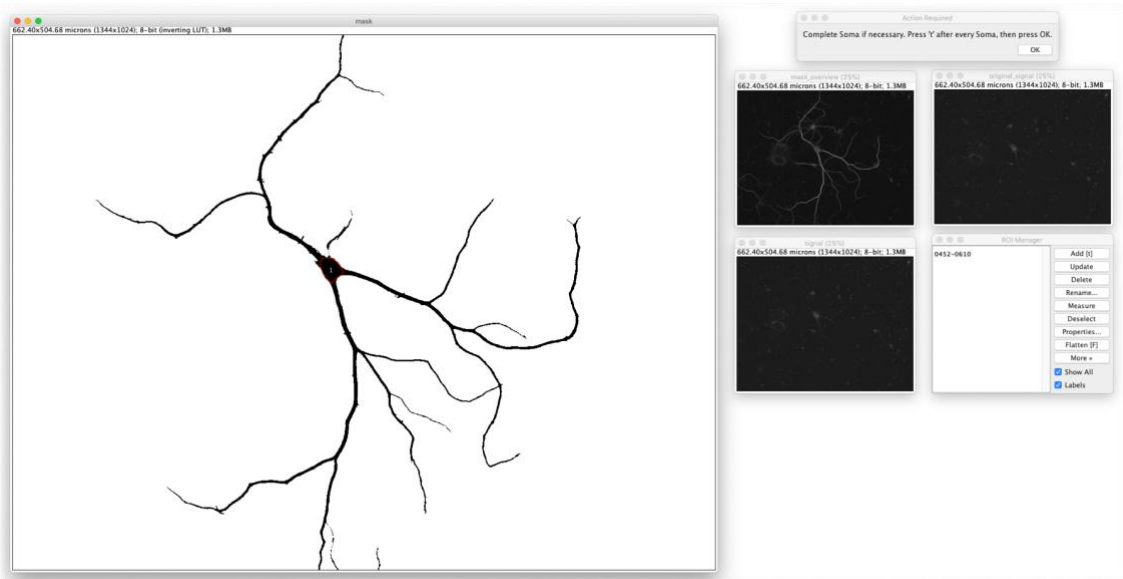 mask
662.40x504.68 microns (1344x1024); 8-bit (inverting LUT); 1.3MB
1
Action Required
Complete Soma if necessary. Press 't' after every Soma, then press OK.
OK
mask_overview (25%)
662.40x504.68 microns (1344x1024); 8-bit; 1.3MB
original_signal (25%)
662.40x504.68 microns (1344x1024); 8-bit; 1.3MB
signal (25%)
662.40x504.68 microns (1344x1024); 8-bit; 1.3MB
ROI Manager
0452-0610
Add [t]
Update
Delete
Rename...
Measure
Deselect
Properties...
Flatten [F]
More »
Show All
Labels